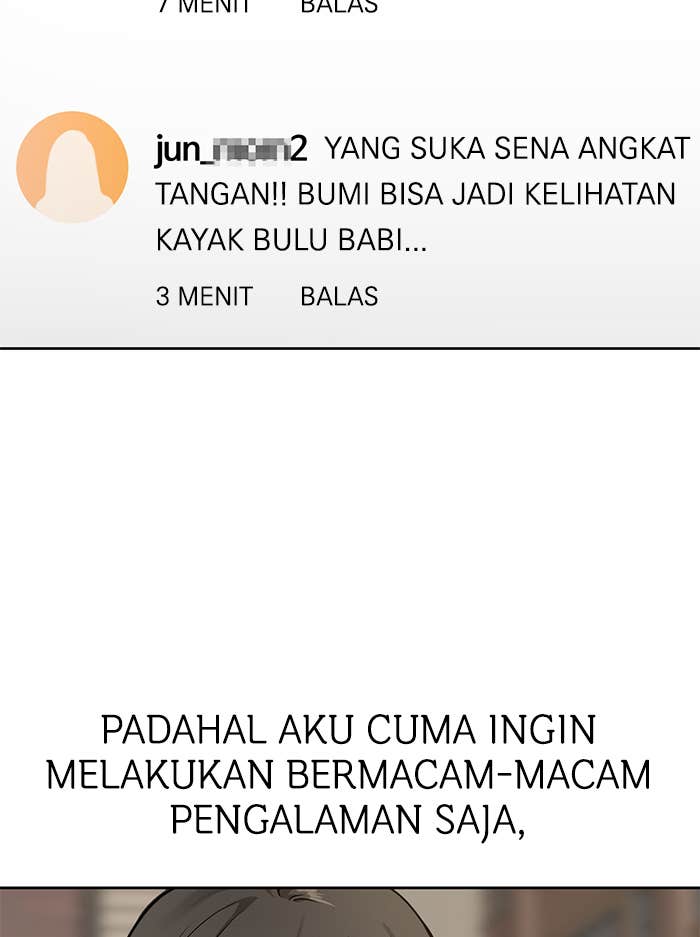 7 MENIT BALAS
jun_ 2 YANG SUKA SENA ANGKAT
TANGAN!! BUMI BISA JADI KELIHATAN
KAYAK BULU BABI...
3 MENIT BALAS
PADAHAL AKU CUMA INGIN
MELAKUKAN BERMACAM-MACAM
PENGALAMAN SAJA,